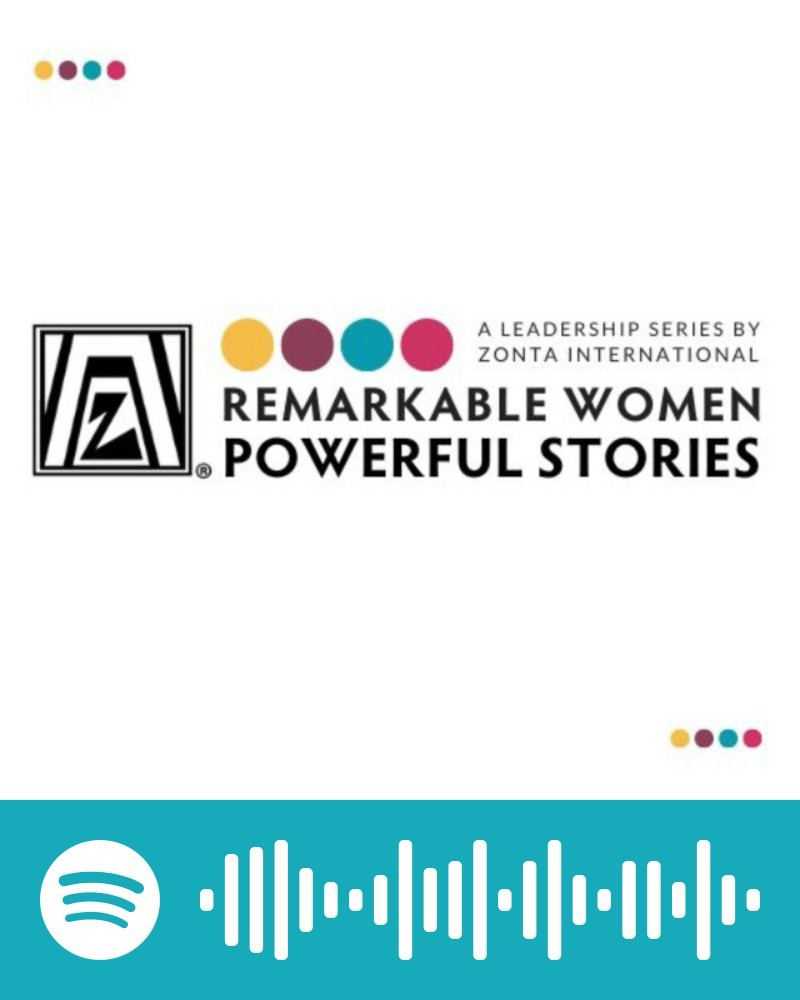 A LEADERSHIP SERIES BY
ZONTA INTERNATIONAL
REMARKABLE WOMEN
Z
® POWERFUL STORIES